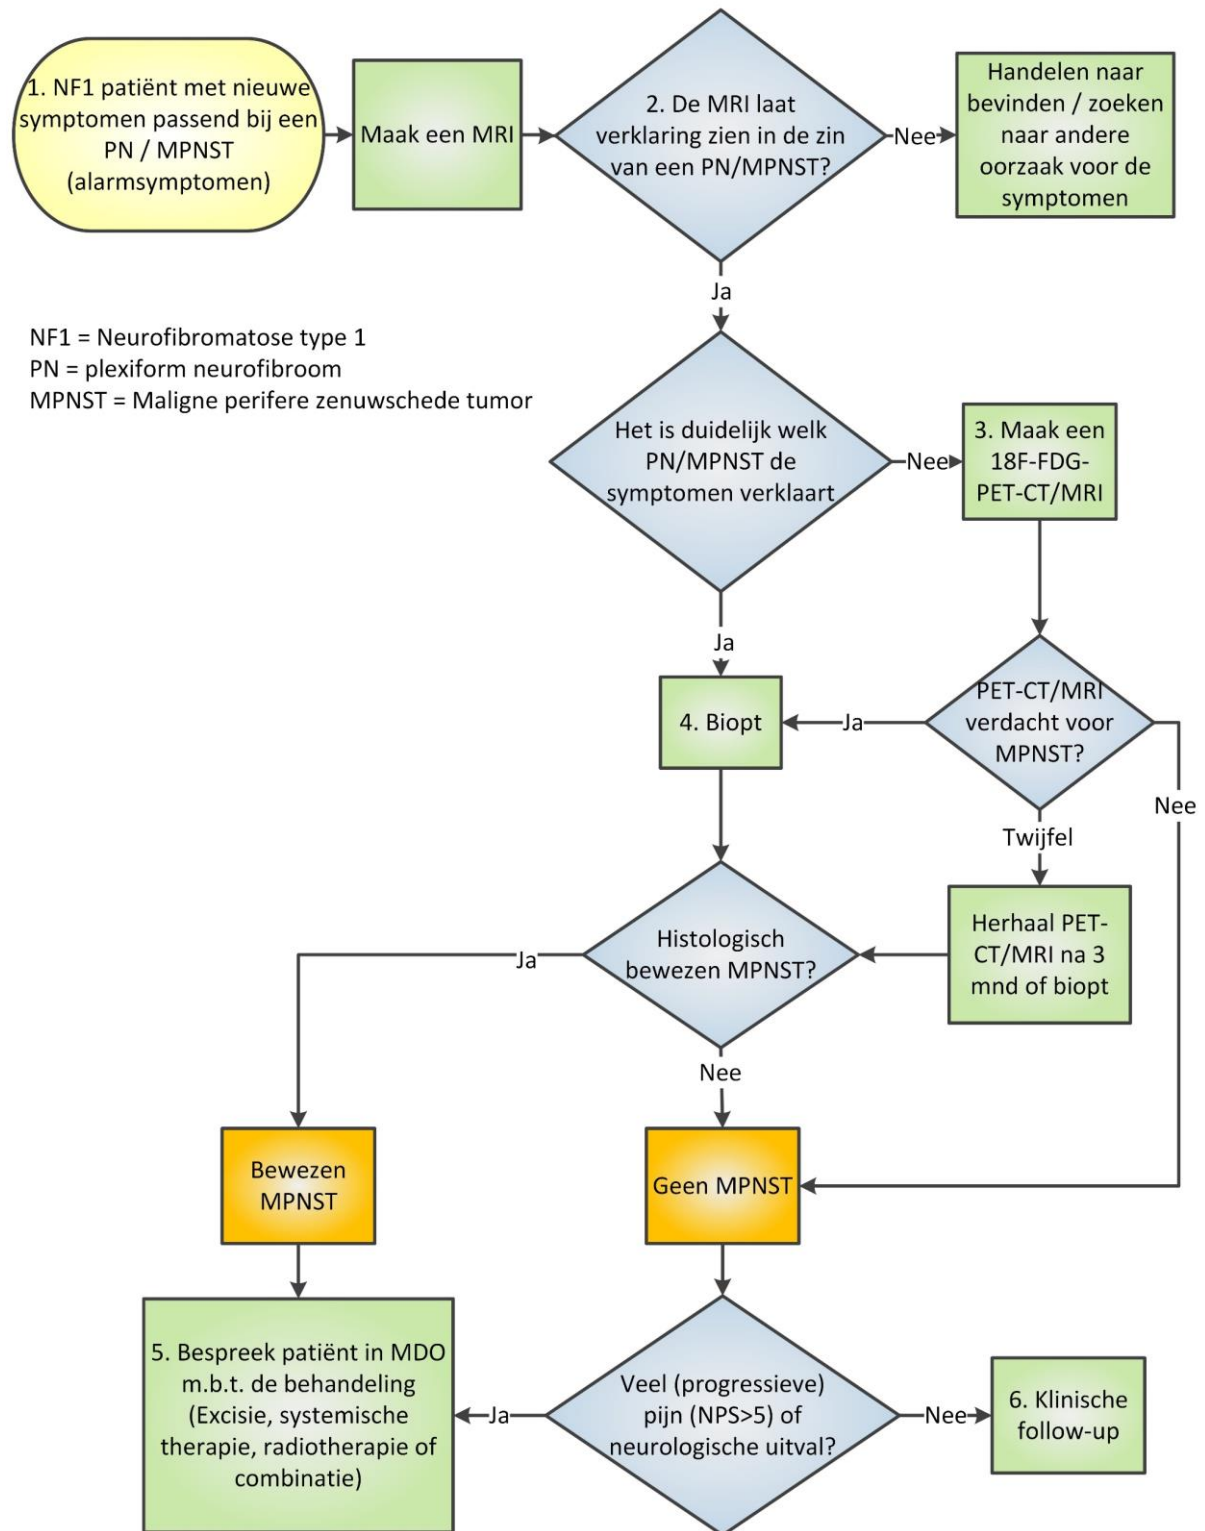 1. NF1 patiënt met nieuwe
symptomen passend bij een
PN / MPNST
(alarmsymptomen)
Maak een MRI
2. De MRI laat
verklaring zien in de zin
van een PN/MPNST?
Nee
Handelen naar
bevinden / zoeken
naar andere
oorzaak voor de
symptomen
Ja
NF1 = Neurofibromatose type 1
PN = plexiform neurofibroom
MPNST = Maligne perifere zenuwschede tumor
Het is duidelijk welk
PN/MPNST de
symptomen verklaart
Nee
3. Maak een
18F-FDG-
PET-CT/MRI
Ja
4. Biopt
Ja
PET-CT/MRI
verdacht voor
MPNST?
Nee
Twijfel
Herhaal PET-
CT/MRI na 3
mnd of biopt
Histologisch
bewezen MPNST?
Ja
Nee
Bewezen
MPNST
Geen MPNST
5. Bespreek patiënt in MDO
m.b.t. de behandeling
(Excisie, systemische
therapie, radiotherapie of
combinatie)
Ja
Veel (progressieve)
pijn (NPS>5) of
neurologische uitval?
Nee
6. Klinische
follow-up